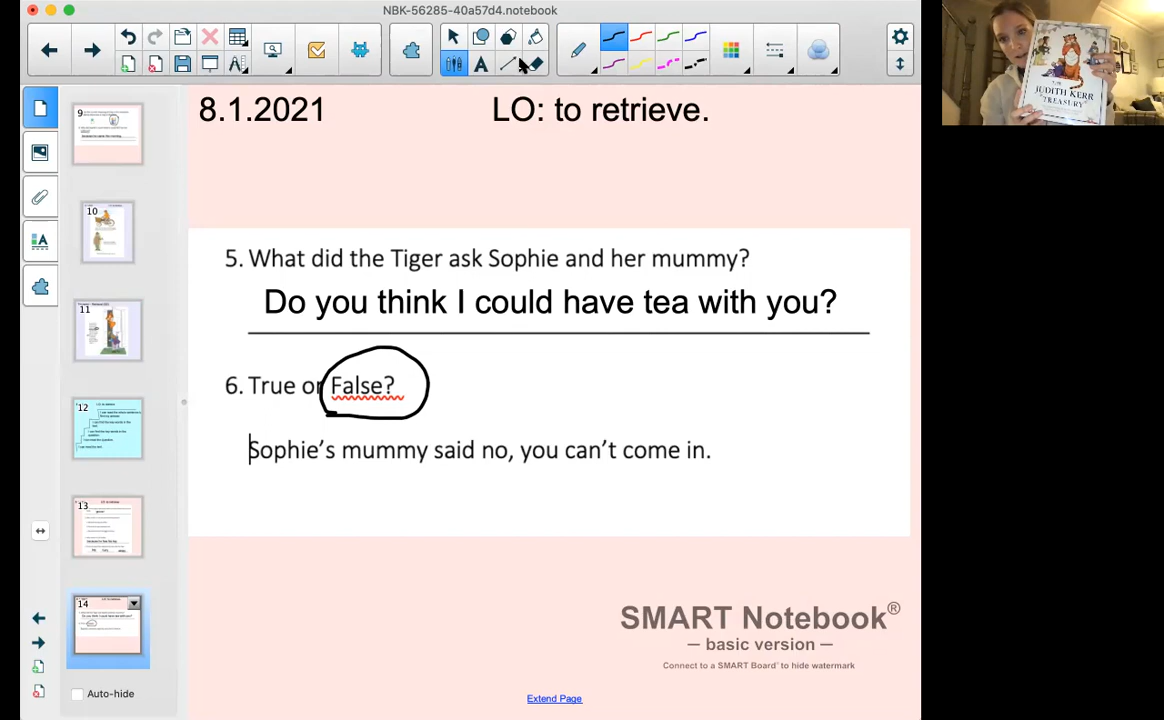 NBK-56285-40a57d4.notebook
8.1.2021
LO: to retrieve.
5. What did the Tiger ask Sophie and her mummy?
Do you think I could have tea with you?
6. True or False?
Sophie's mummy said no, you can't come in.
SMART Notebook®
— basic version —
Connect to a SMART Board™ to hide watermark
Extend Page
9
10
11
12
13
14
Auto-hide
JUDITH KERR
TREASURY